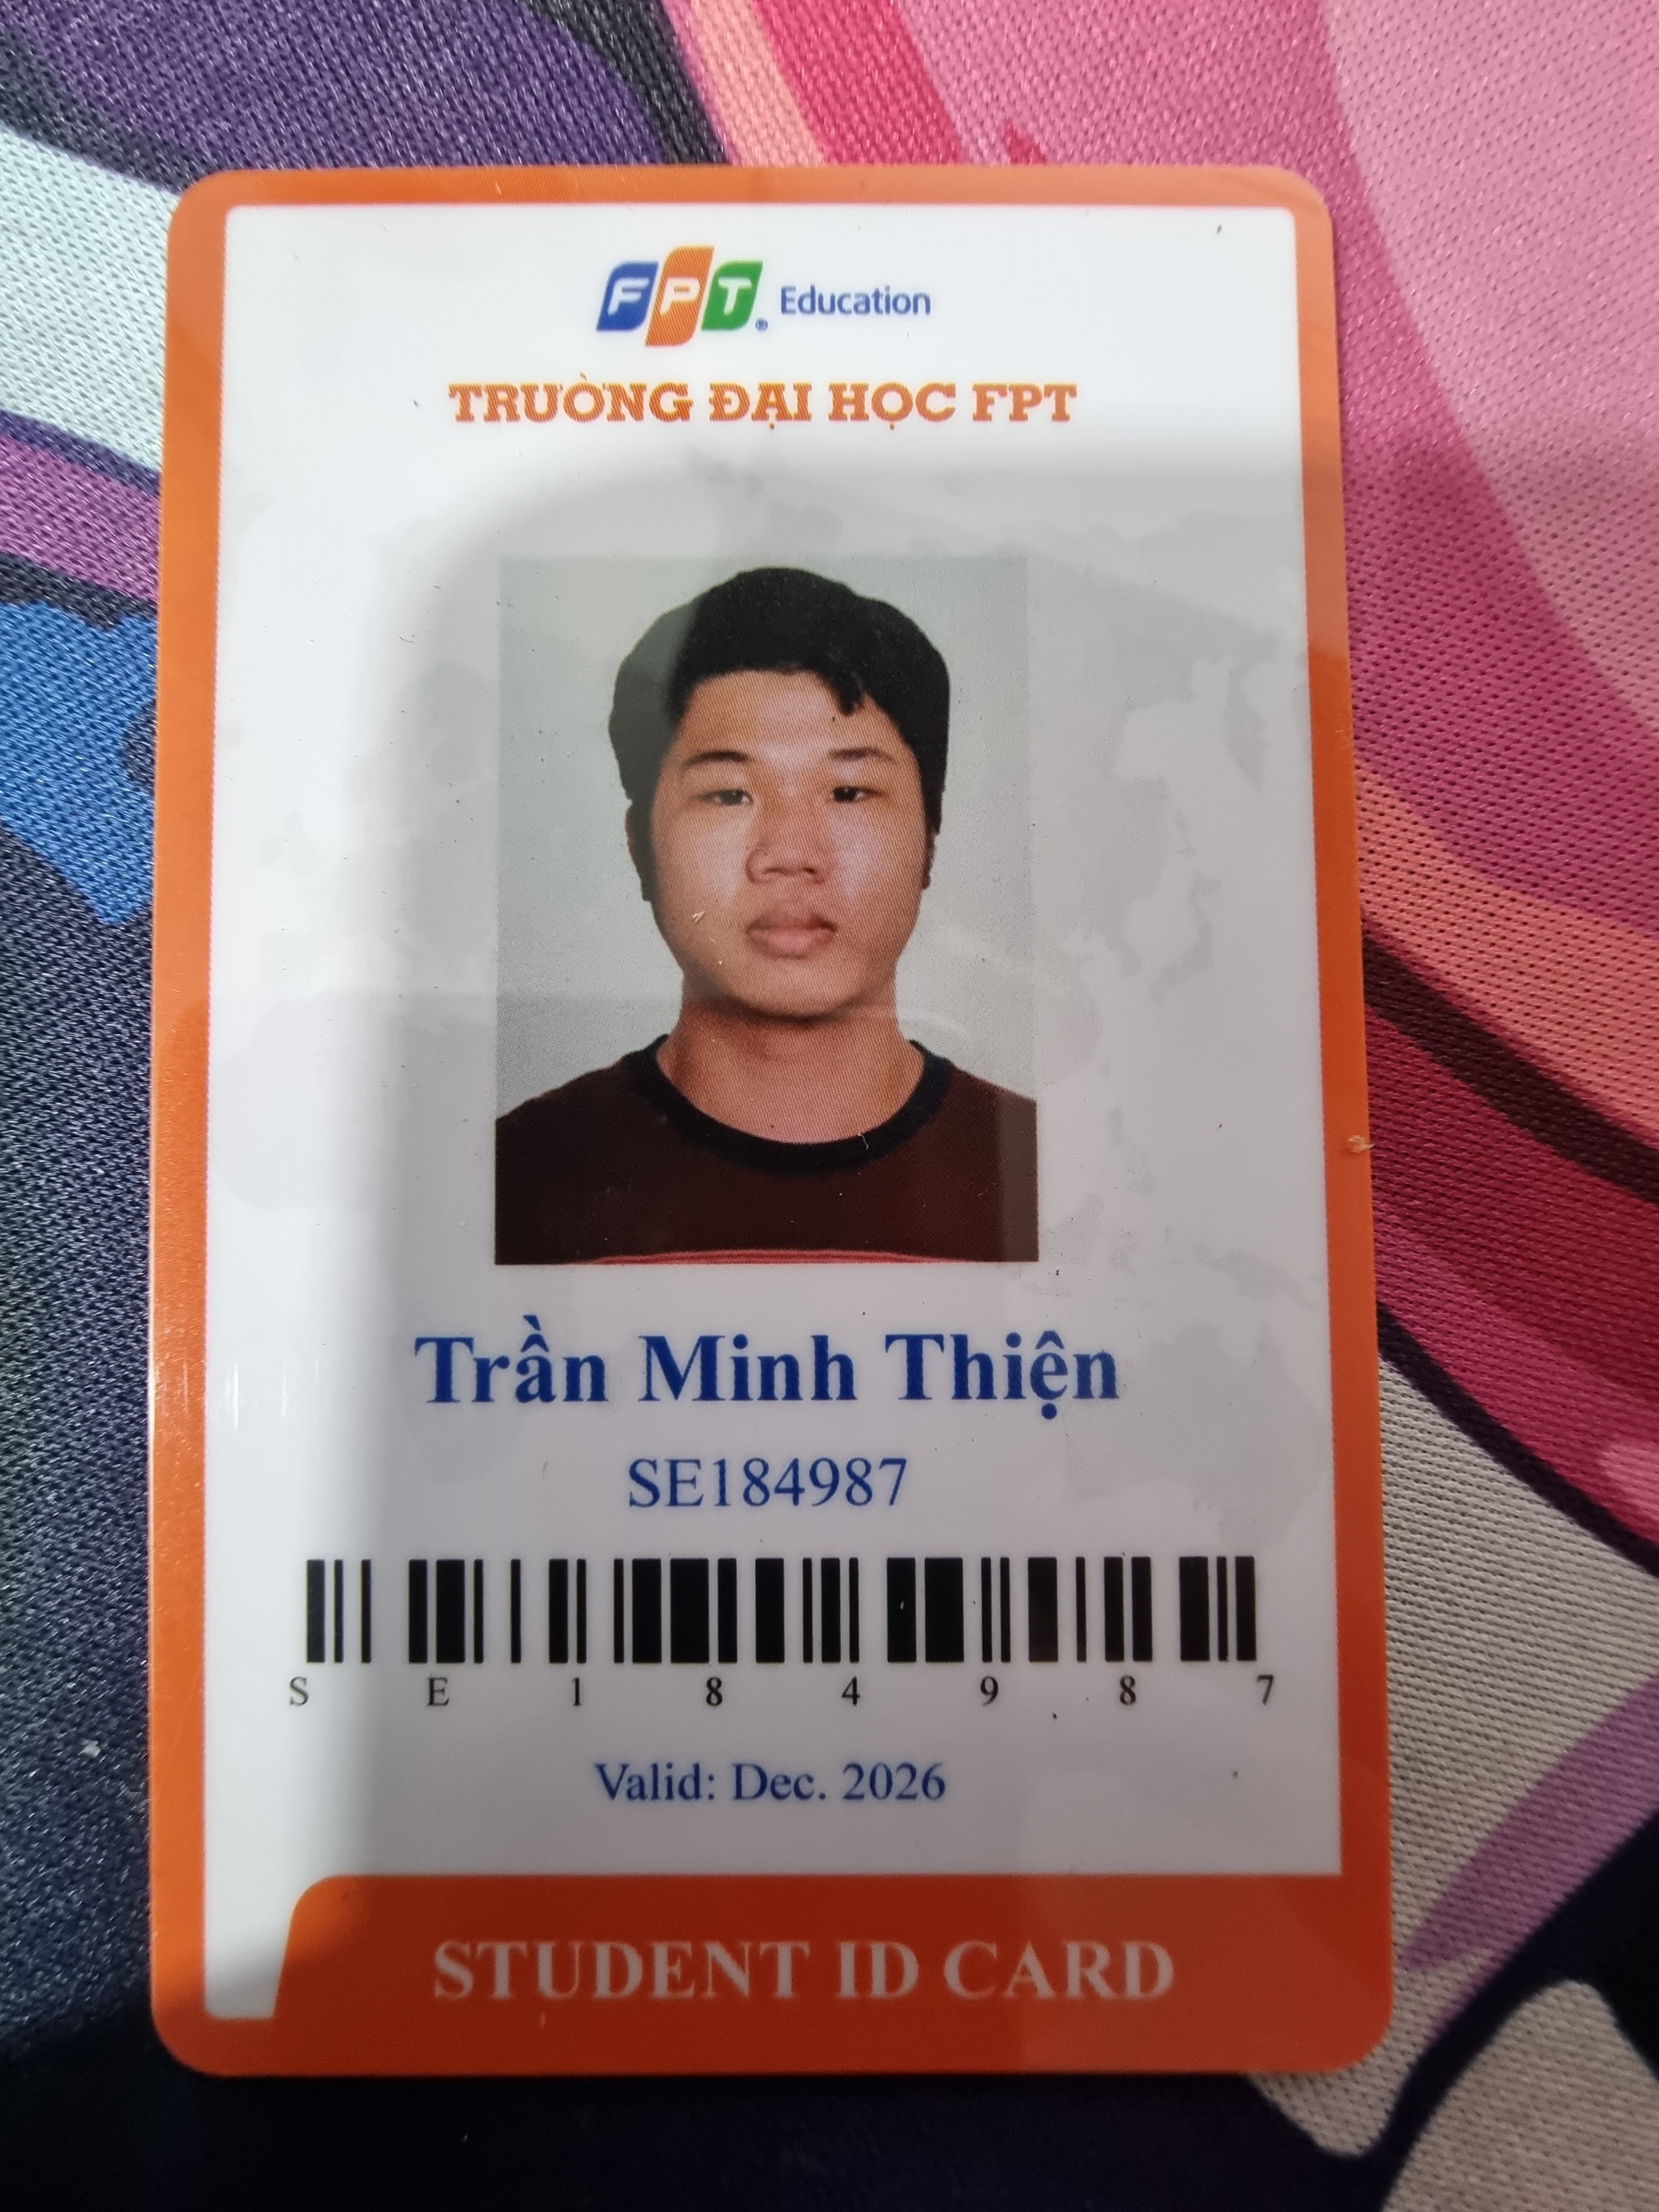 FPT® Education
TRƯỜNG ĐẠI HỌC FPT
Trần Minh Thiện
SE184987
S E 1 8 4 9 8 7
Valid: Dec. 2026
STUDENT ID CARD